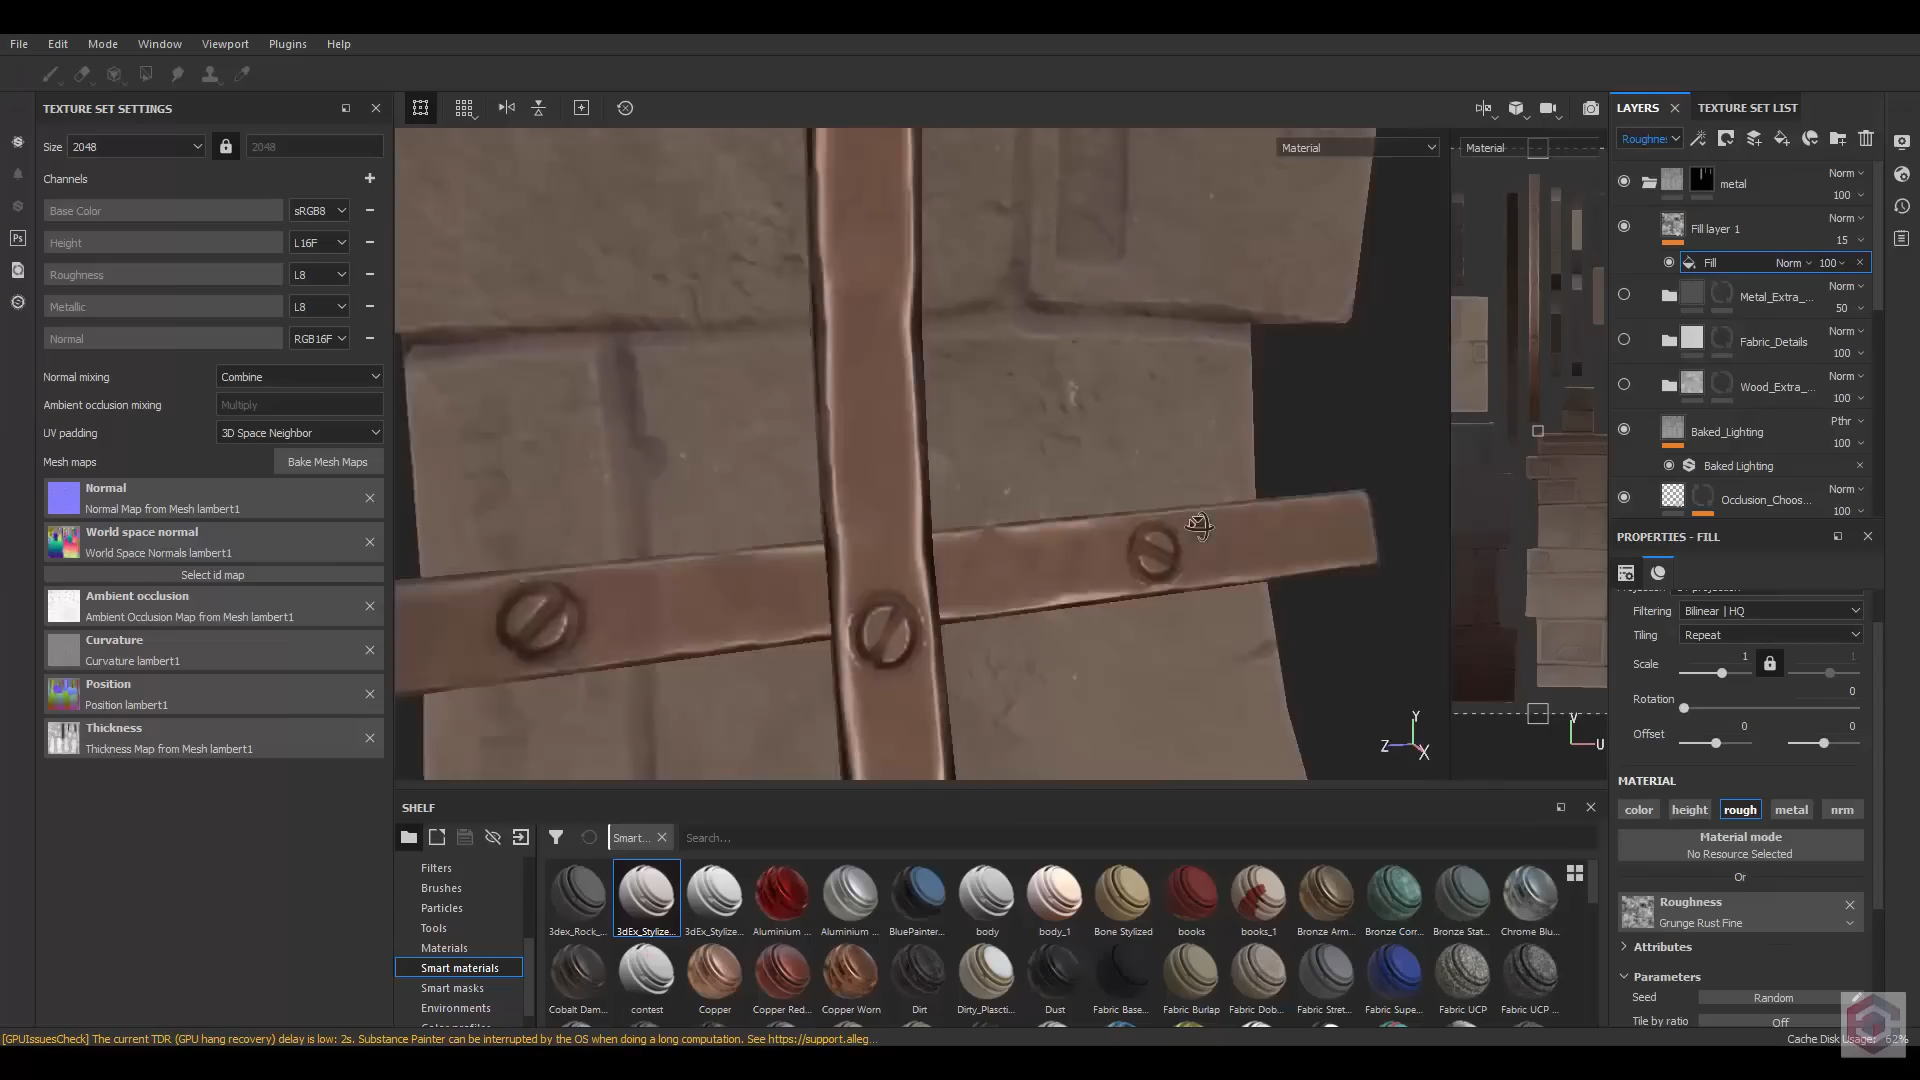 File Edit Mode Window Viewport Plugins Help
TEXTURE SET SETTINGS
Size 2048 2048
Channels
Base Color sRGB8
Height L16F
Roughness L8
Metallic L8
Normal RGB16F
Normal mixing Combine
Ambient occlusion mixing Multiply
UV padding 3D Space Neighbor
Mesh maps Bake Mesh Maps
Normal
Normal Map from Mesh lambert1
World space normal
World Space Normals lambert1
Select id map
Ambient occlusion
Ambient Occlusion Map from Mesh lambert1
Curvature
Curvature lambert1
Position
Position lambert1
Thickness
Thickness Map from Mesh lambert1
Material
Material
Y
Z
X
V
U
LAYERS TEXTURE SET LIST
Roughne:
metal Norm 100
Fill layer 1 Norm 15
Fill Norm 100
Metal_Extra_... Norm 50
Fabric_Details Norm 100
Wood_Extra_... Norm 100
Baked_Lighting Pthr 100
Baked Lighting
Occlusion_Choos... Norm 100
PROPERTIES - FILL
Filtering Bilinear | HQ
Tiling Repeat
Scale 1 1
Rotation 0
Offset 0 0
MATERIAL
color height rough metal nrm
Material mode
No Resource Selected
Or
Roughness
Grunge Rust Fine
Attributes
Parameters
Seed Random
Tile by ratio Off
SHELF
Smart... Search...
Filters
Brushes
Particles
Tools
Materials
Smart materials
Smart masks
Environments
3dex_Rock_... 3dEx_Stylize... 3dEx_Stylize... Aluminium ... Aluminium ... BluePainter... body body_1 Bone Stylized books books_1 Bronze Arm... Bronze Corr... Bronze Stat... Chrome Blu...
Cobalt Dam... contest Copper Copper Red... Copper Worn Dirt Dirty_Plascti... Dust Fabric Base... Fabric Burlap Fabric Dob... Fabric Stret... Fabric Supe... Fabric UCP Fabric UCP ...
[GPUIssuesCheck] The current TDR (GPU hang recovery) delay is low: 2s. Substance Painter can be interrupted by the OS when doing a long computation. See https://support.alleg...
Cache Disk Usage: 62%